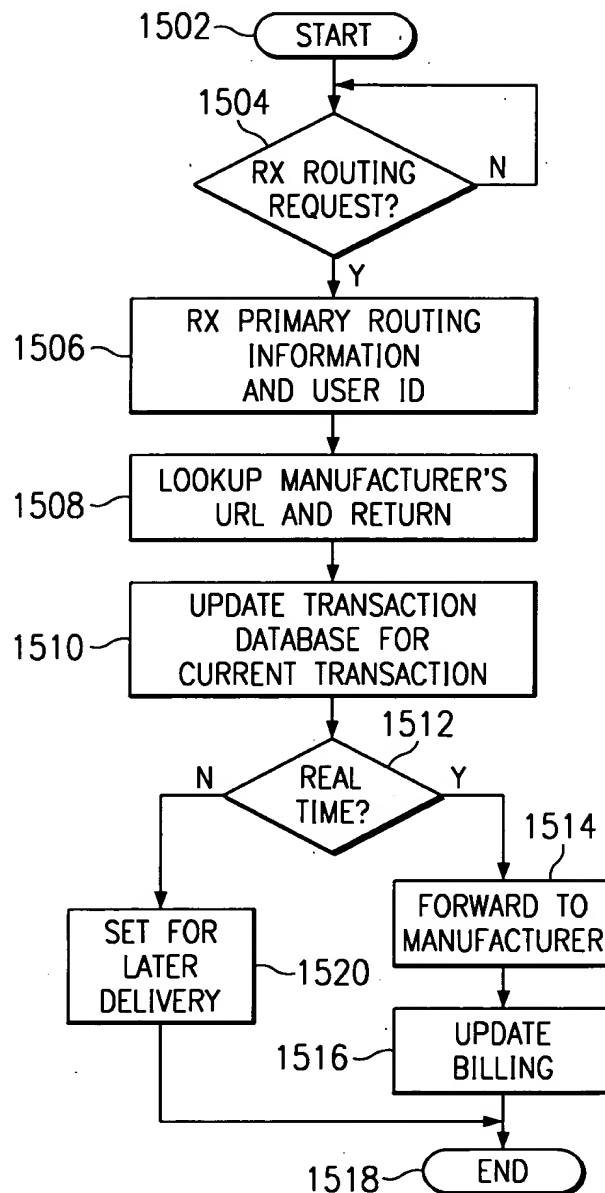 1502
START
1504
RX ROUTING
REQUEST?
N
Y
1506
RX PRIMARY ROUTING
INFORMATION
AND USER ID
1508
LOOKUP MANUFACTURER'S
URL AND RETURN
1510
UPDATE TRANSACTION
DATABASE FOR
CURRENT TRANSACTION
1512
N
REAL
TIME?
Y
1514
FORWARD TO
MANUFACTURER
SET FOR
LATER
DELIVERY
1520
1516
UPDATE
BILLING
1518
END